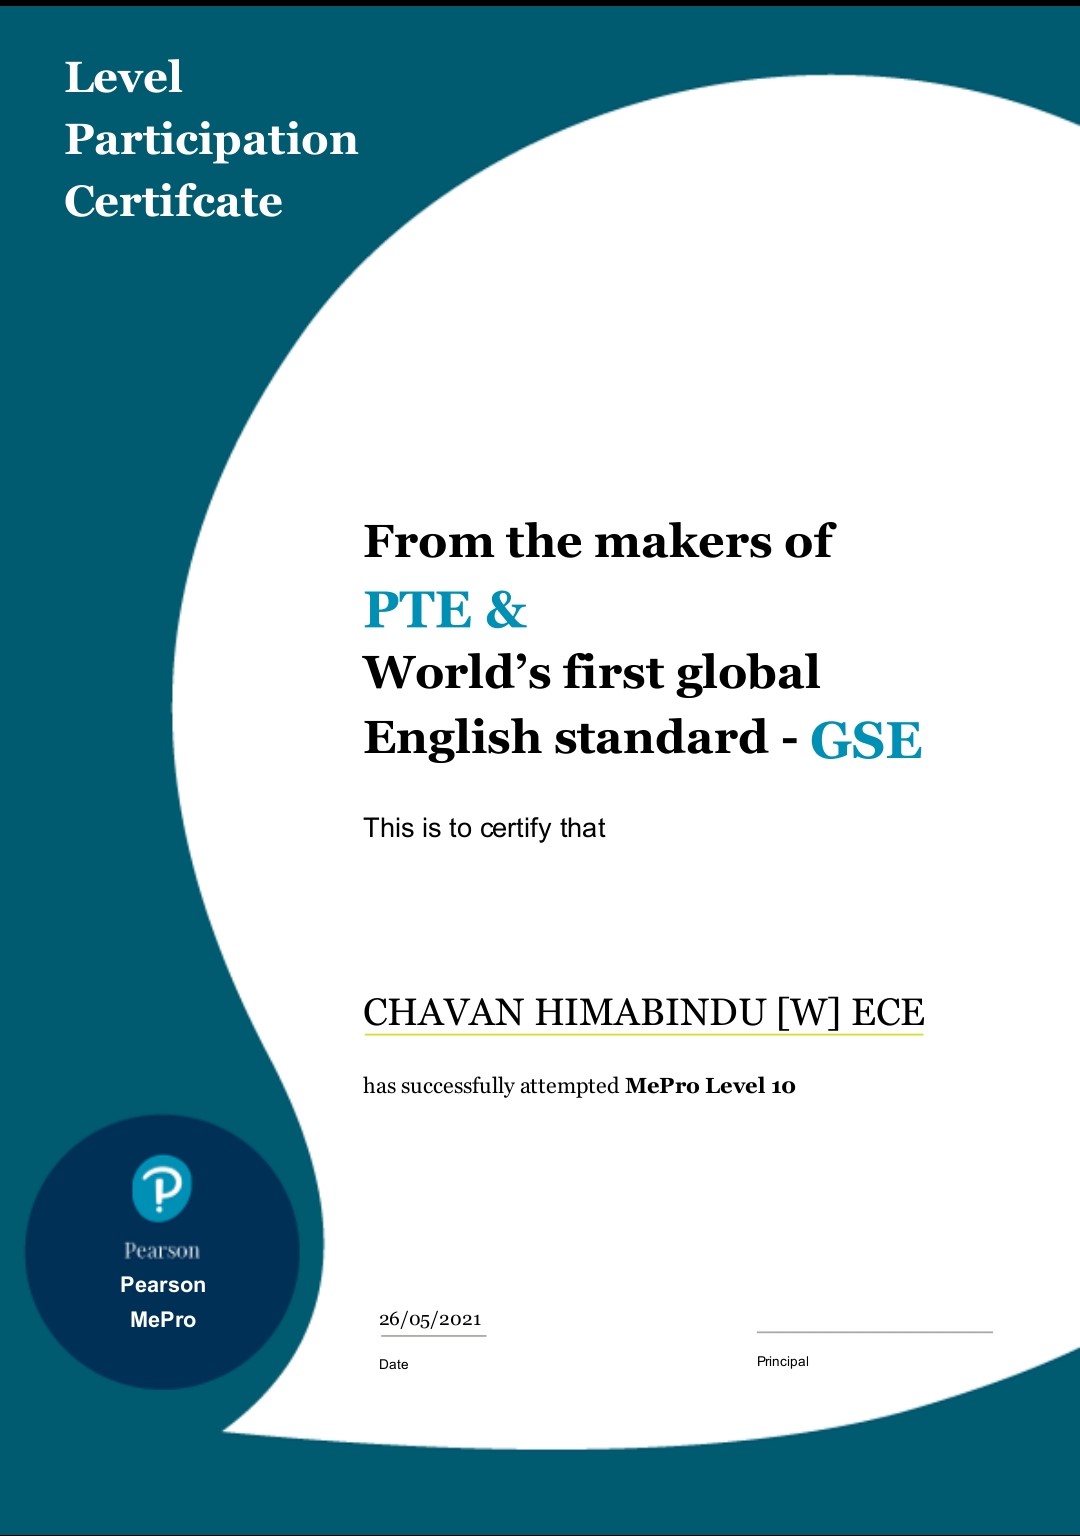 Level
Participation
Certifcate
From the makers of
PTE &
World’s first global
English standard - GSE
This is to certify that
CHAVAN HIMABINDU [W] ECE
has successfully attempted MePro Level 10
Pearson
Pearson
MePro
26/05/2021
Date
Principal